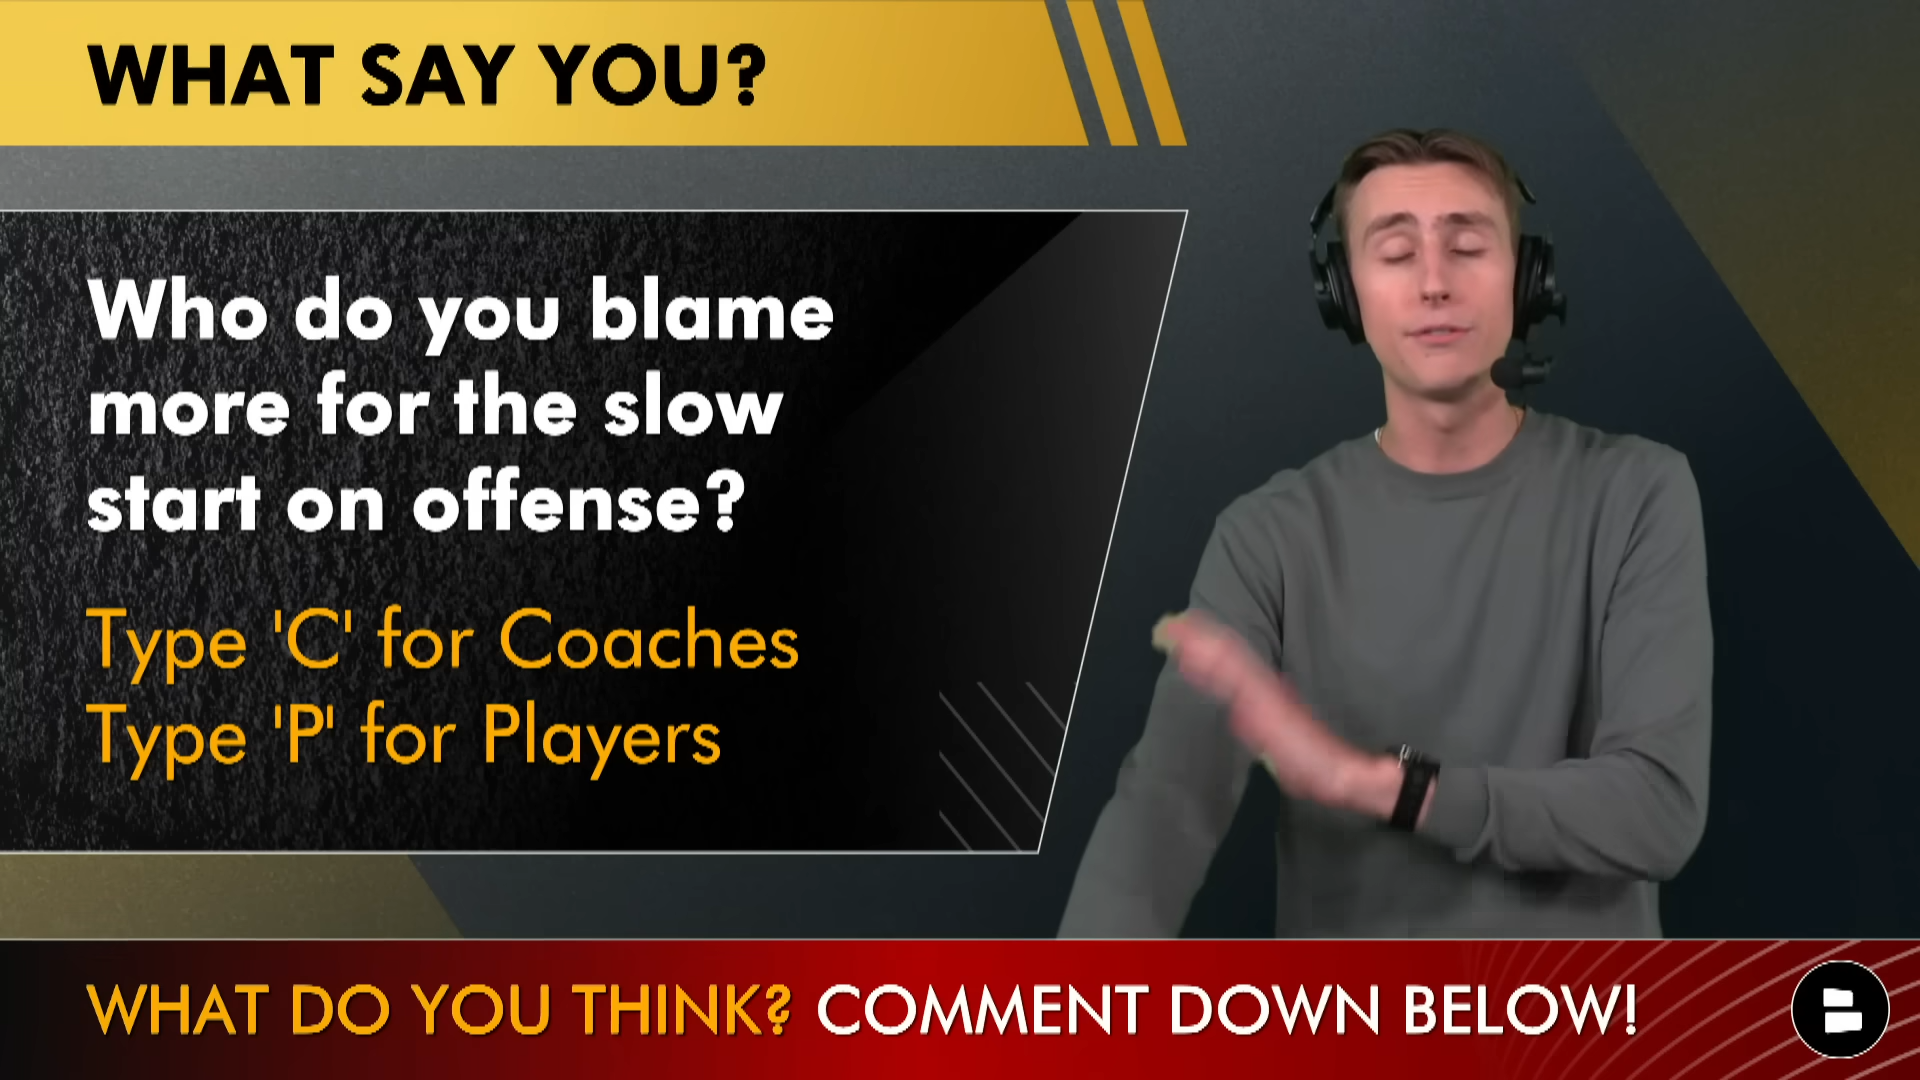 WHAT SAY YOU?
Who do you blame
more for the slow
start on offense?
Type 'C' for Coaches
Type 'P' for Players
WHAT DO YOU THINK? COMMENT DOWN BELOW!